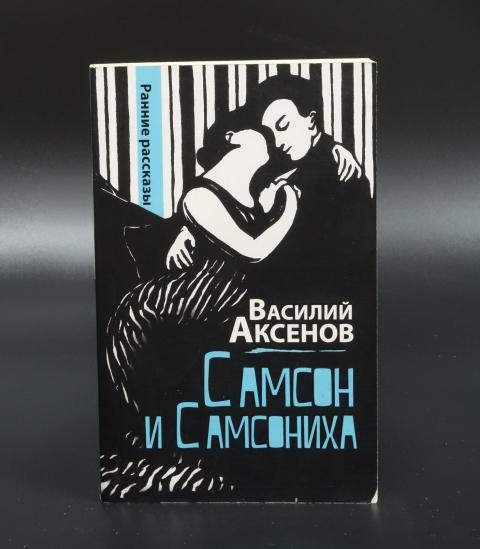 Ранние рассказы
Василий
Аксенов
Самсон
и Самсониха